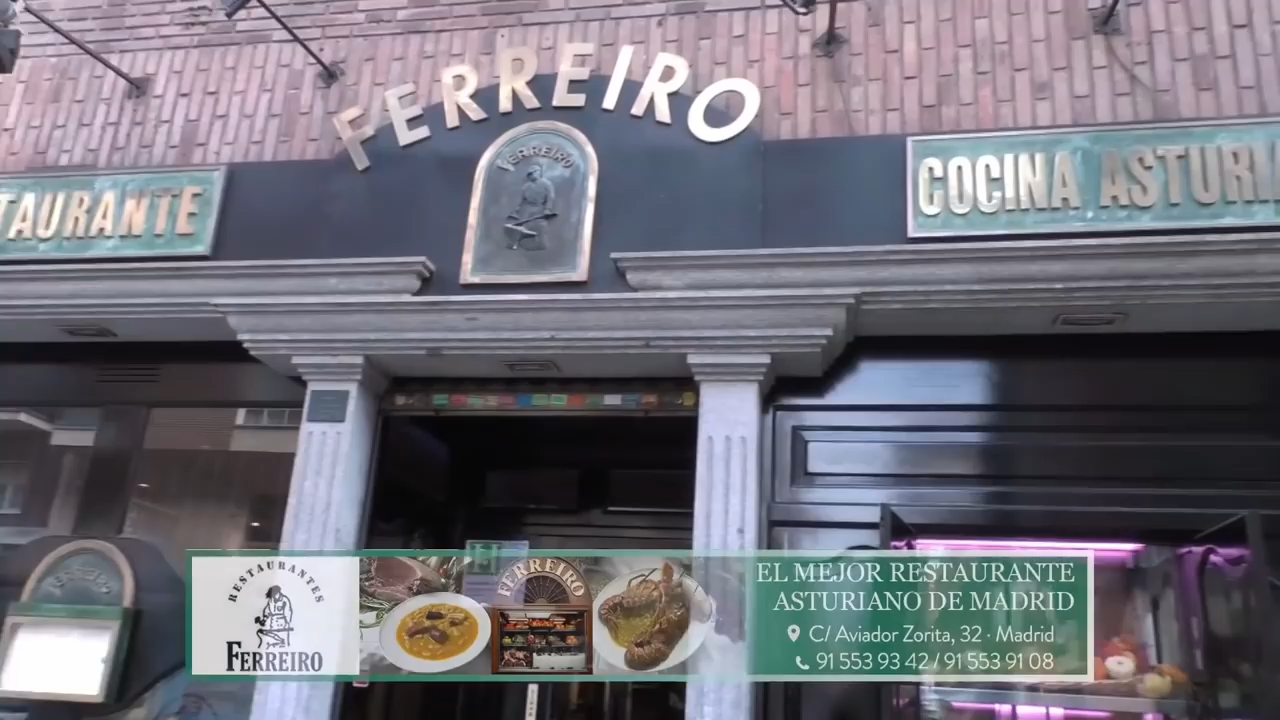 FERREIRO
FERREIRO
TAURANTE
COCINA ASTURI
RESTAURANTES
FERREIRO
FERREIRO
EL MEJOR RESTAURANTE
ASTURIANO DE MADRID
C/ Aviador Zorita, 32 · Madrid
91 553 93 42 / 91 553 91 08